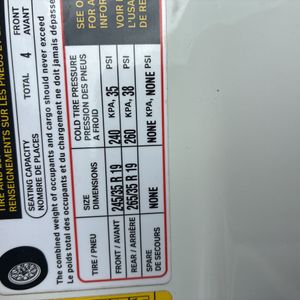 RENSEIGNEMENTS SUR LES PNEUS ET
SEATING CAPACITY
NOMBRE DE PLACES
TOTAL 4
FRONT
AVANT
The combined weight of occupants and cargo should never exceed
Le poids total des occupants et du chargement ne doit jamais dépasser
TIRE / PNEU
SIZE
DIMENSIONS
COLD TIRE PRESSURE
PRESSION DES PNEUS
A FROID
FRONT / AVANT 245/35 R 19 240 KPA, 35 PSI
REAR / ARRIÈRE 265/35 R 19 260 KPA, 38 PSI
SPARE
DE SECOURS
NONE
NONE KPA, NONE PSI
SEE O
FOR A
INFORM
VOIR
L'USA
DE RE